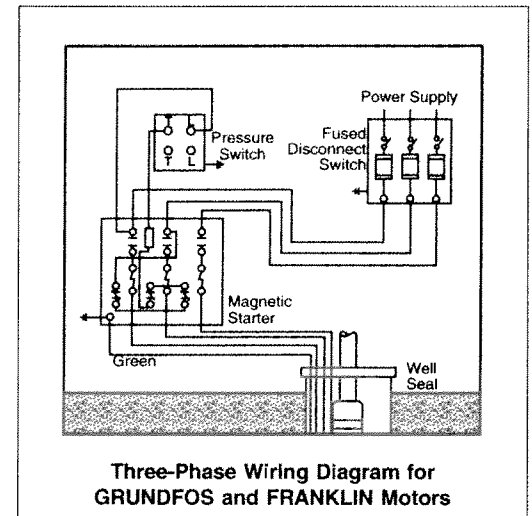 Power Supply
Fused
Disconnect
Switch
Pressure
Switch
T L
Magnetic
Starter
Green
Well
Seal
Three-Phase Wiring Diagram for
GRUNDFOS and FRANKLIN Motors